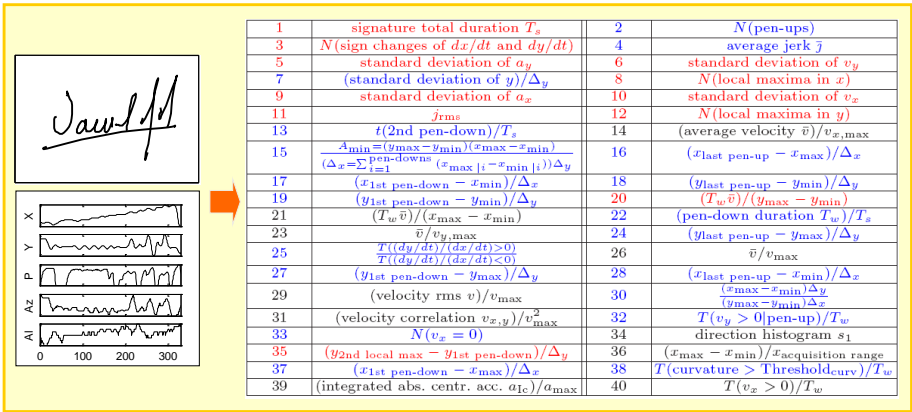 1 signature total duration T_s 2 N(pen-ups)
3 N(sign changes of dx/dt and dy/dt) 4 average jerk j̄
5 standard deviation of a_y 6 standard deviation of v_y
7 (standard deviation of y)/Δ_y 8 N(local maxima in x)
9 standard deviation of a_x 10 standard deviation of v_x
11 j_rms 12 N(local maxima in y)
13 t(2nd pen-down)/T_s 14 (average velocity v̄)/v_x,max
15 A_min=(y_max−y_min)(x_max−x_min) / (Δ_x=∑_{i=1}^{pen-downs} (x_max|i−x_min|i))Δ_y 16 (x_last pen-up − x_max)/Δ_x
17 (x_1st pen-down − x_min)/Δ_x 18 (y_last pen-up − y_min)/Δ_y
19 (y_1st pen-down − y_min)/Δ_y 20 (T_w v̄)/(y_max − y_min)
21 (T_w v̄)/(x_max − x_min) 22 (pen-down duration T_w)/T_s
23 v̄/v_y,max 24 (y_last pen-up − y_max)/Δ_y
25 T((dy/dt)/(dx/dt)>0) / T((dy/dt)/(dx/dt)<0) 26 v̄/v_max
27 (y_1st pen-down − y_max)/Δ_y 28 (x_last pen-up − x_min)/Δ_x
29 (velocity rms v)/v_max 30 (x_max−x_min)Δ_y / (y_max−y_min)Δ_x
31 (velocity correlation v_x,y)/v²_max 32 T(v_y > 0|pen-up)/T_w
33 N(v_x = 0) 34 direction histogram s_1
35 (y_2nd local max − y_1st pen-down)/Δ_y 36 (x_max − x_min)/x_acquisition range
37 (x_1st pen-down − x_max)/Δ_x 38 T(curvature > Threshold_curv)/T_w
39 (integrated abs. centr. acc. a_Ic)/a_max 40 T(v_x > 0)/T_w
X
Y
P
Az
Al
0 100 200 300